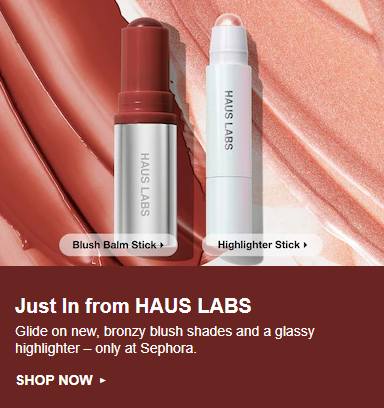 HAUS LABS
HAUS LABS
Blush Balm Stick
Highlighter Stick
Just In from HAUS LABS
Glide on new, bronzy blush shades and a glassy
highlighter – only at Sephora.
SHOP NOW